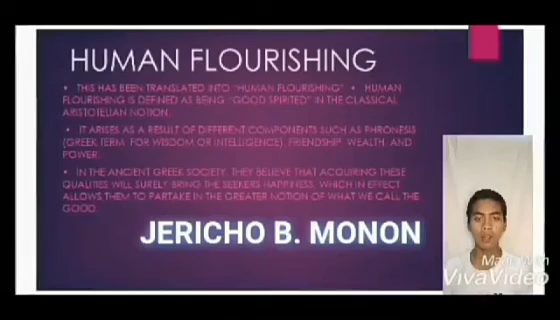 HUMAN FLOURISHING
• THIS HAS BEEN TRANSLATED INTO "HUMAN FLOURISHING" • HUMAN
FLOURISHING IS DEFINED AS BEING "GOOD SPIRITED" IN THE CLASSICAL
ARISTOTELIAN NOTION.
• IT ARISES AS A RESULT OF DIFFERENT COMPONENTS SUCH AS PHRONESIS
(GREEK TERM FOR WISDOM OR INTELLIGENCE), FRIENDSHIP WEALTH AND
POWER.
• IN THE ANCIENT GREEK SOCIETY, THEY BELIEVE THAT ACQUIRING THESE
QUALITIES WILL SURELY BRING THE SEEKERS HAPPINESS, WHICH IN EFFECT
ALLOWS THEM TO PARTAKE IN THE GREATER NOTION OF WHAT WE CALL THE
GOOD.
JERICHO B. MONON
Made With
VivaVideo